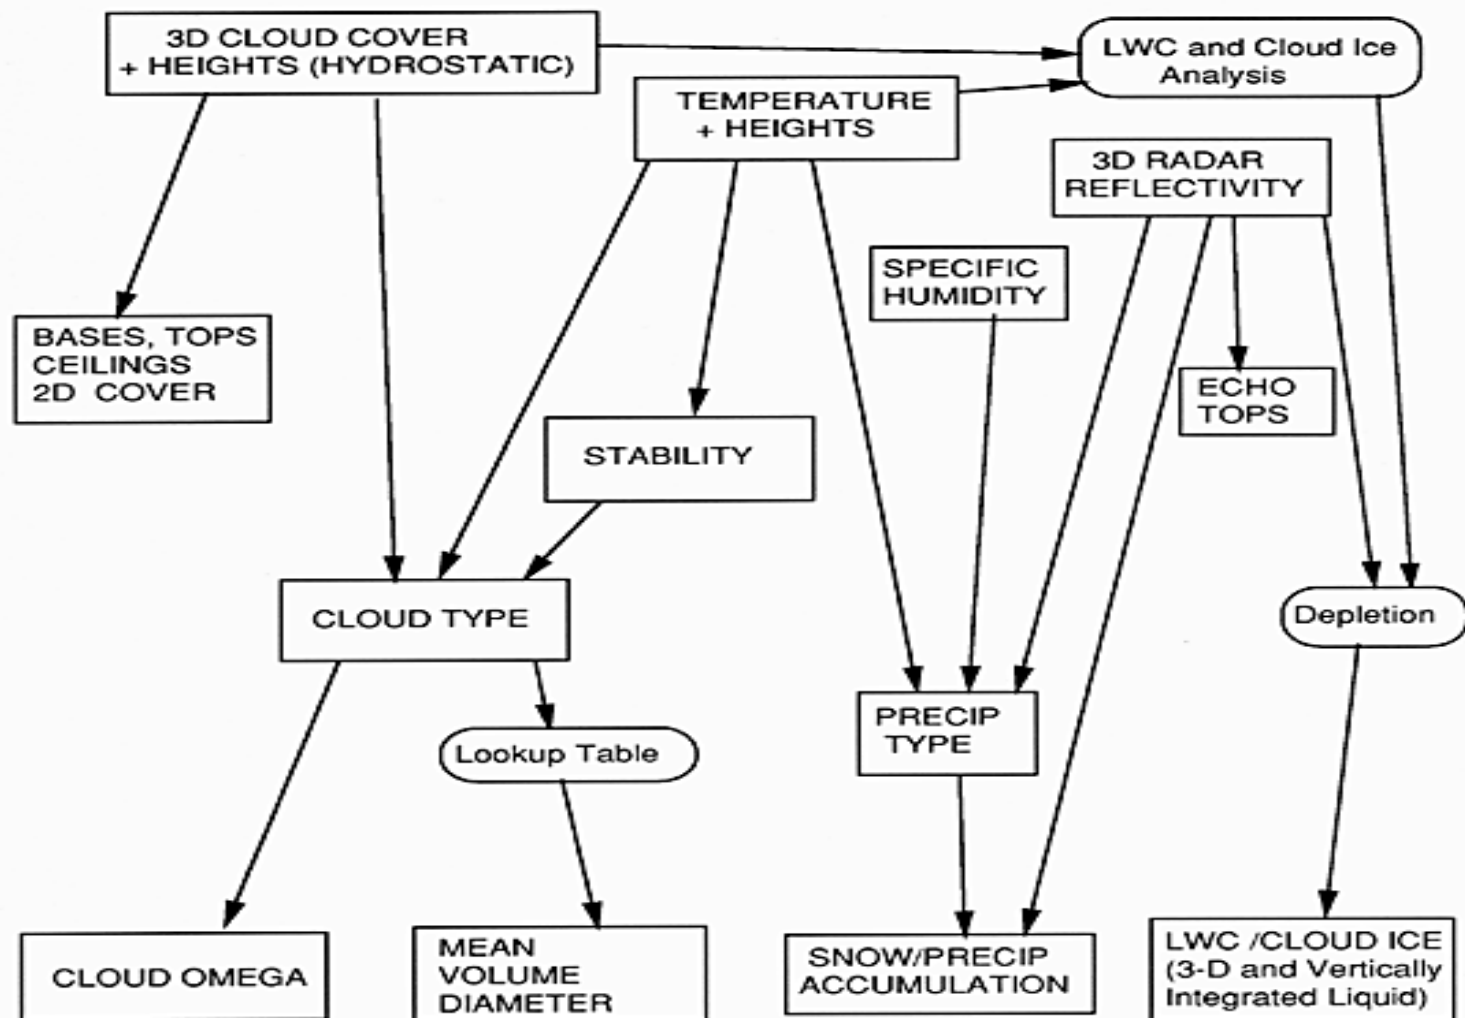 3D CLOUD COVER
+ HEIGHTS (HYDROSTATIC)
LWC and Cloud Ice
Analysis
TEMPERATURE
+ HEIGHTS
3D RADAR
REFLECTIVITY
SPECIFIC
HUMIDITY
BASES, TOPS
CEILINGS
2D COVER
ECHO
TOPS
STABILITY
CLOUD TYPE
Depletion
PRECIP
TYPE
Lookup Table
CLOUD OMEGA
MEAN
VOLUME
DIAMETER
SNOW/PRECIP
ACCUMULATION
LWC /CLOUD ICE
(3-D and Vertically
Integrated Liquid)